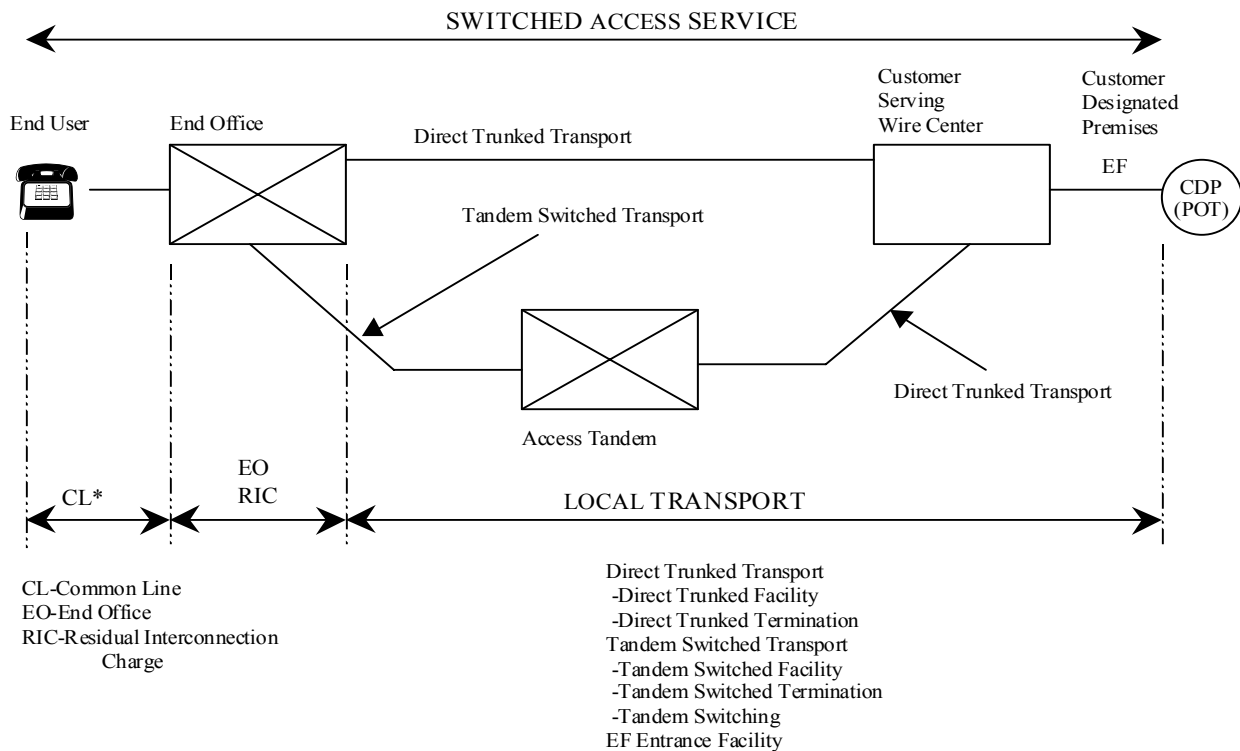 SWITCHED ACCESS SERVICE
End User
End Office
Direct Trunked Transport
Customer
Serving
Wire Center
Customer
Designated
Premises
EF
CDP
(POT)
Tandem Switched Transport
Direct Trunked Transport
Access Tandem
CL*
EO
RIC
LOCAL TRANSPORT
CL-Common Line
EO-End Office
RIC-Residual Interconnection
Charge
Direct Trunked Transport
-Direct Trunked Facility
-Direct Trunked Termination
Tandem Switched Transport
-Tandem Switched Facility
-Tandem Switched Termination
-Tandem Switching
EF Entrance Facility